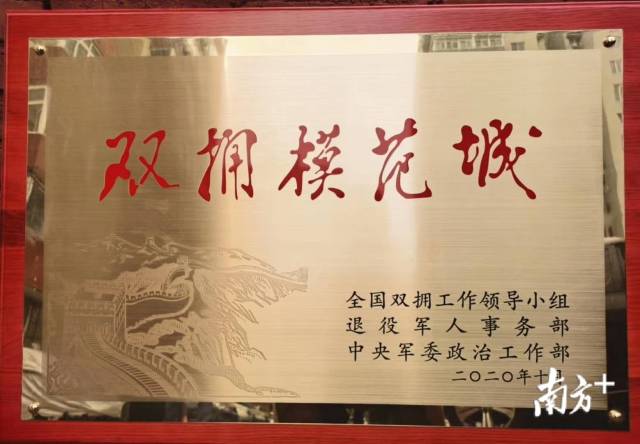 双拥模范城
全国双拥工作领导小组
退役军人事务部
中央军委政治工作部
二〇二〇年十月
南方+